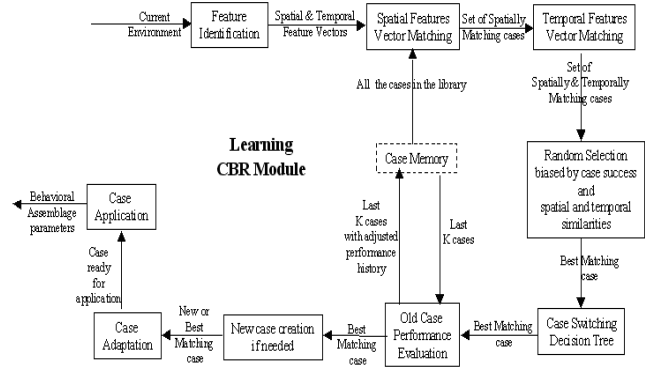 Current
Environment
Feature
Identification
Spatial & Temporal
Feature Vectors
Spatial Features
Vector Matching
Set of Spatially
Matching cases
Temporal Features
Vector Matching
All the cases in the library
Set of
Spatially & Temporally
Matching cases
Learning
CBR Module
Case Memory
Random Selection
biased by case success
and
spatial and temporal
similarities
Behavioral
Assemblage
parameters
Case
Application
Last
K cases
with adjusted
performance
history
Last
K cases
Case
ready
for
application
Best Matching
case
New or
Best
Matching
case
Case
Adaptation
New case creation
if needed
Best
Matching
case
Old Case
Performance
Evaluation
Best Matching
case
Case Switching
Decision Tree